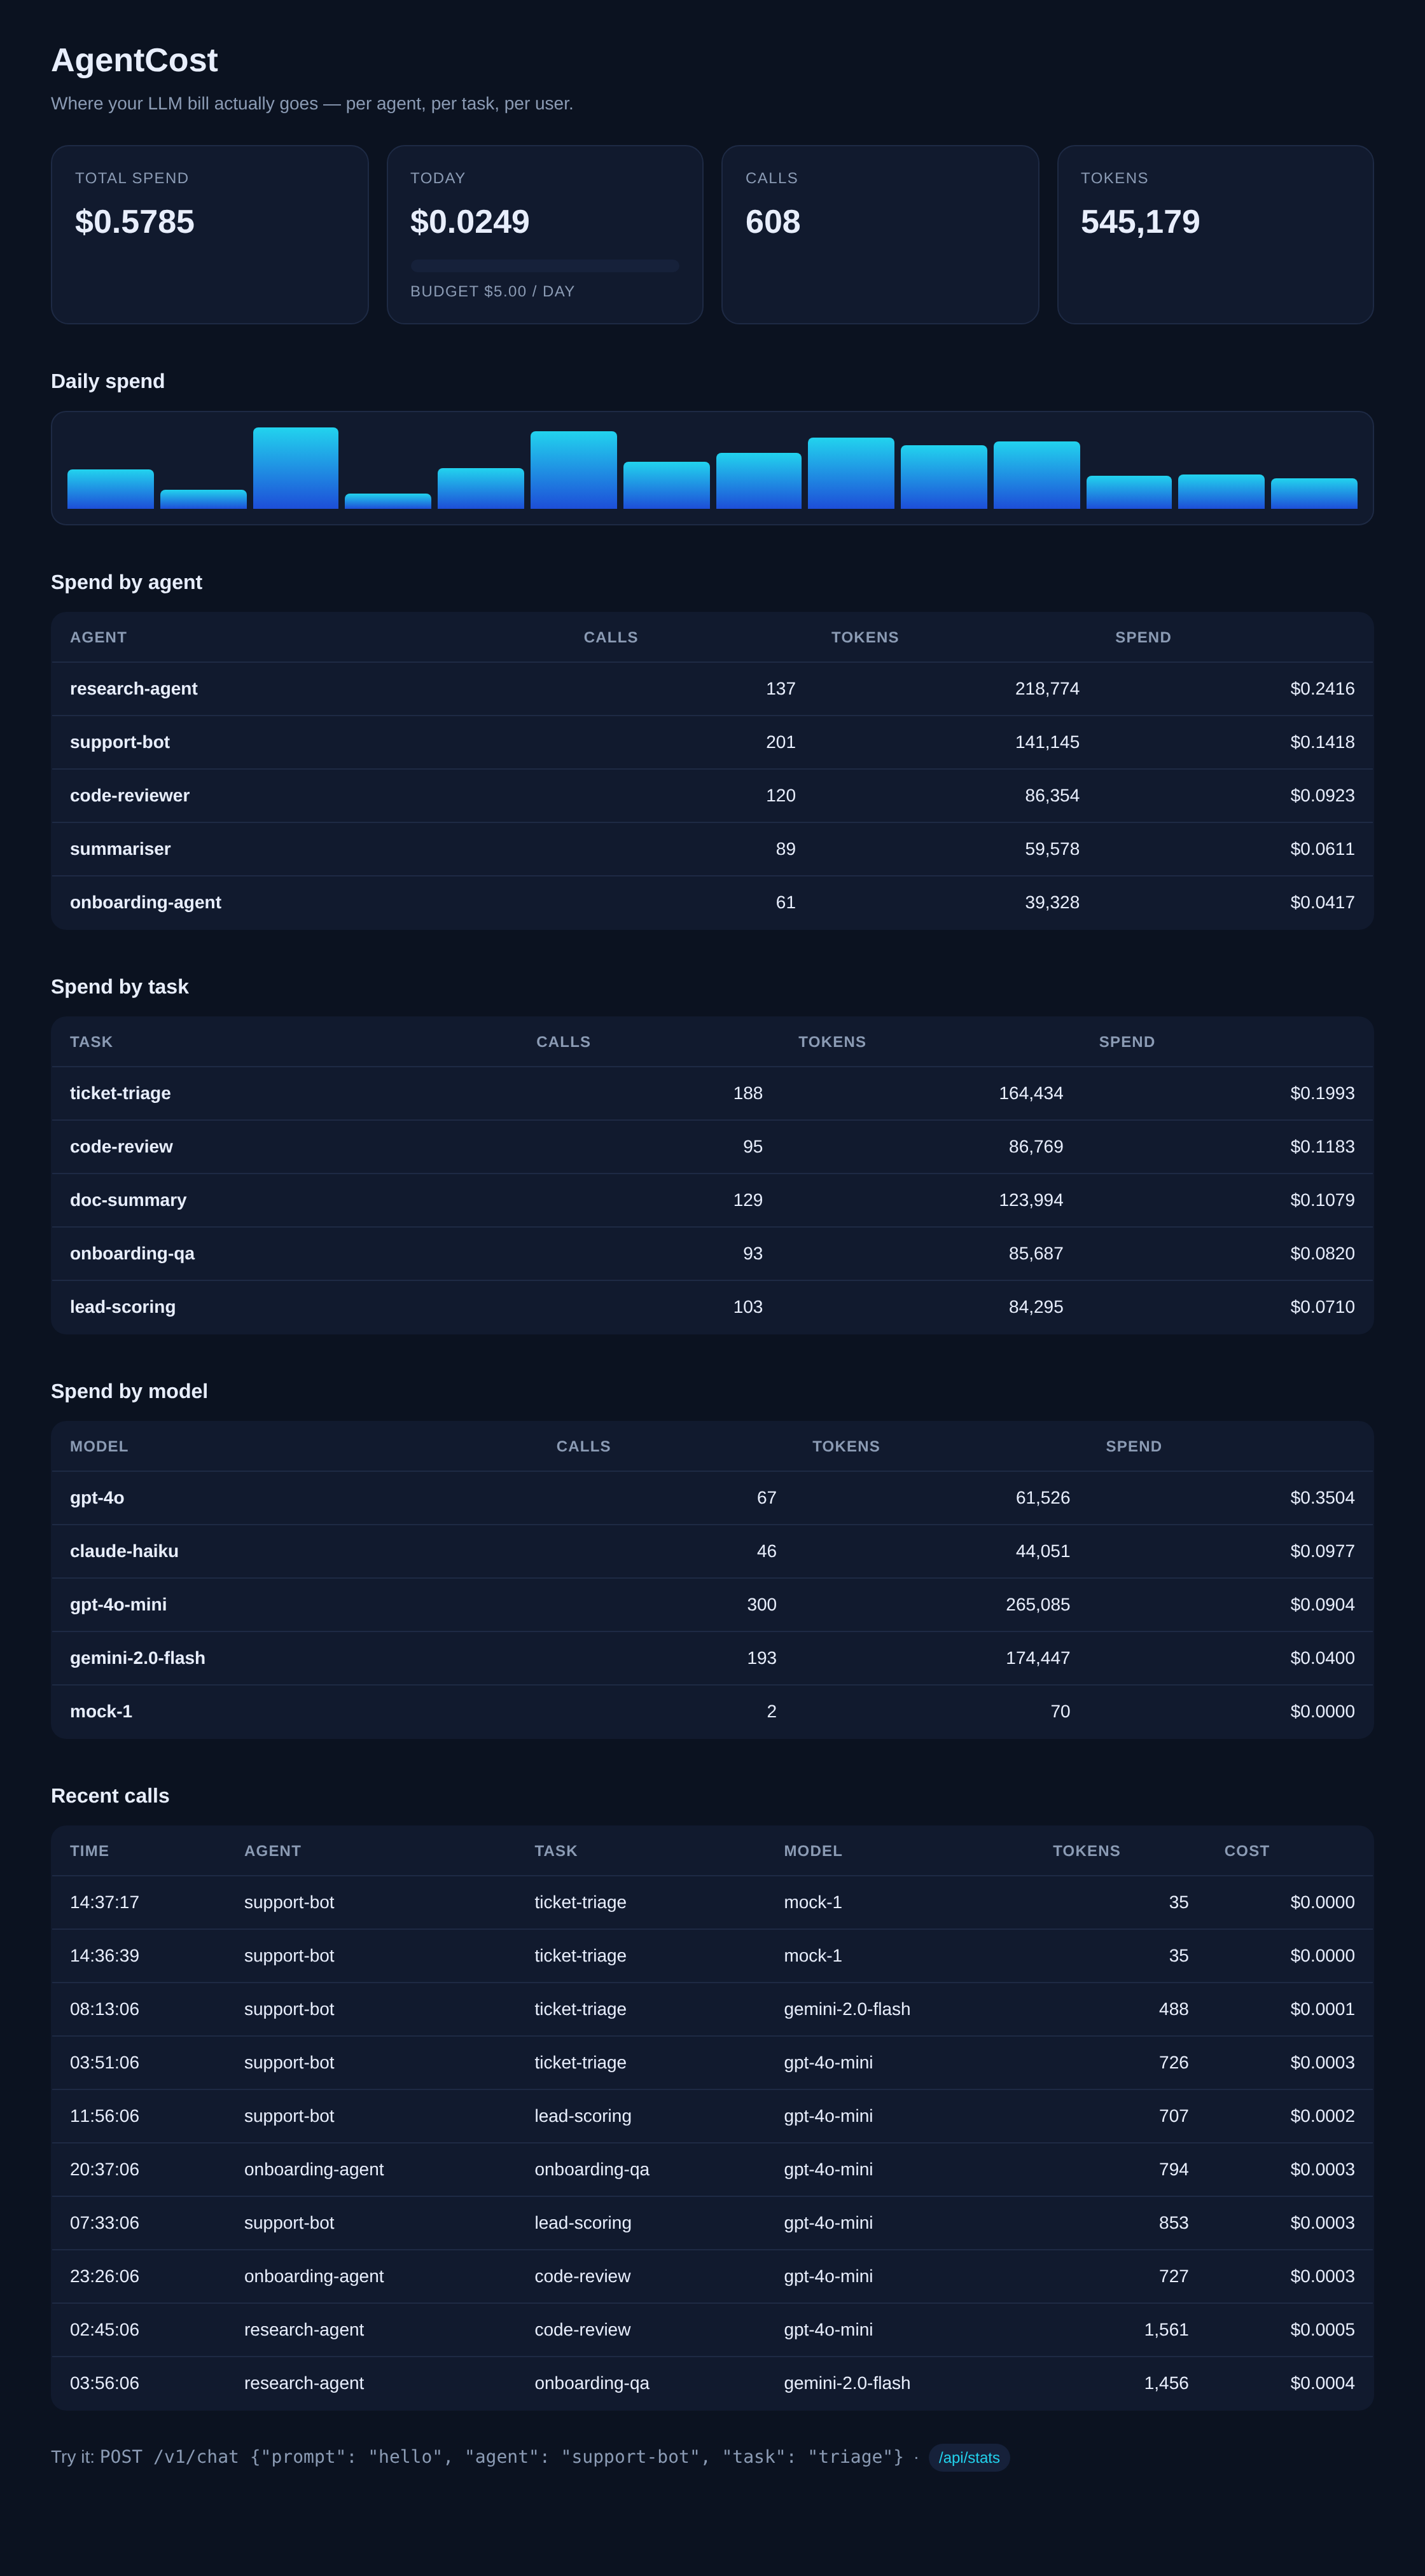 AgentCost
Where your LLM bill actually goes — per agent, per task, per user.
TOTAL SPEND TODAY CALLS TOKENS
$0.5785 $0.0249 608 545,179
BUDGET $5.00 / DAY
Daily spend
Spend by agent
AGENT CALLS TOKENS SPEND
research-agent 137 218,774 $0.2416
support-bot 201 141,145 $0.1418
code-reviewer 120 86,354 $0.0923
summariser 89 59,578 $0.0611
onboarding-agent 61 39,328 $0.0417
Spend by task
TASK CALLS TOKENS SPEND
ticket-triage 188 164,434 $0.1993
code-review 95 86,769 $0.1183
doc-summary 129 123,994 $0.1079
onboarding-qa 93 85,687 $0.0820
lead-scoring 103 84,295 $0.0710
Spend by model
MODEL CALLS TOKENS SPEND
gpt-4o 67 61,526 $0.3504
claude-haiku 46 44,051 $0.0977
gpt-4o-mini 300 265,085 $0.0904
gemini-2.0-flash 193 174,447 $0.0400
mock-1 2 70 $0.0000
Recent calls
TIME AGENT TASK MODEL TOKENS COST
14:37:17 support-bot ticket-triage mock-1 35 $0.0000
14:36:39 support-bot ticket-triage mock-1 35 $0.0000
08:13:06 support-bot ticket-triage gemini-2.0-flash 488 $0.0001
03:51:06 support-bot ticket-triage gpt-4o-mini 726 $0.0003
11:56:06 support-bot lead-scoring gpt-4o-mini 707 $0.0002
20:37:06 onboarding-agent onboarding-qa gpt-4o-mini 794 $0.0003
07:33:06 support-bot lead-scoring gpt-4o-mini 853 $0.0003
23:26:06 onboarding-agent code-review gpt-4o-mini 727 $0.0003
02:45:06 research-agent code-review gpt-4o-mini 1,561 $0.0005
03:56:06 research-agent onboarding-qa gemini-2.0-flash 1,456 $0.0004
Try it: POST /v1/chat {"prompt": "hello", "agent": "support-bot", "task": "triage"} · /api/stats